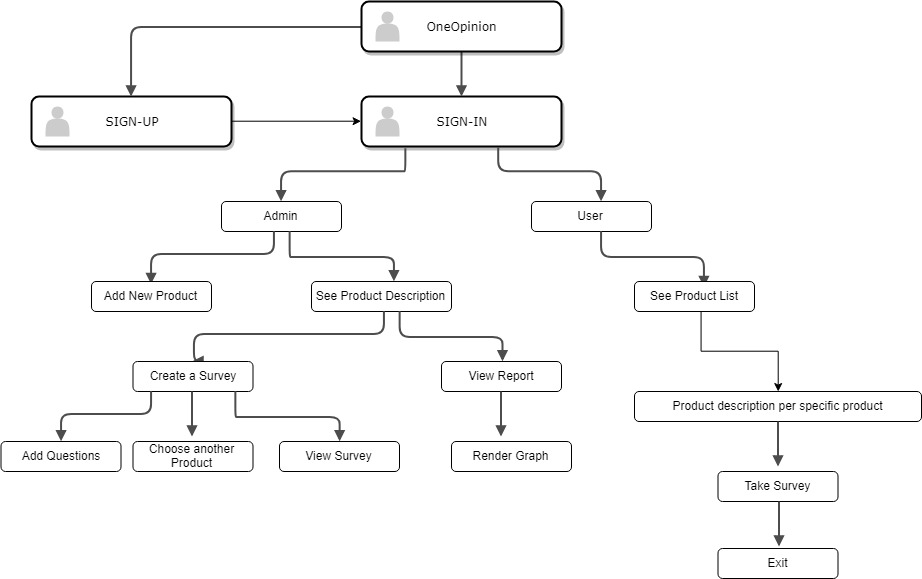 OneOpinion
SIGN-UP
SIGN-IN
Admin
User
Add New Product
See Product Description
See Product List
Create a Survey
View Report
Product description per specific product
Add Questions
Choose another
Product
View Survey
Render Graph
Take Survey
Exit